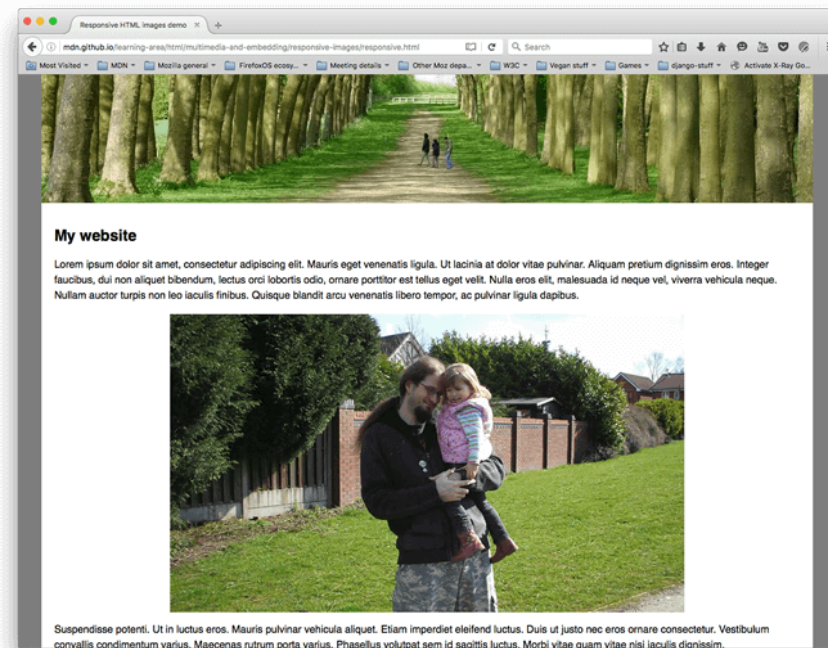 Responsive HTML images demo
mdn.github.io/learning-area/html/multimedia-and-embedding/responsive-images/responsive.html
Search
Most Visited
MDN
Mozilla general
FirefoxOS ecosy...
Meeting details
Other Moz depa...
W3C
Vegan stuff
Games
django-stuff
Activate X-Ray Go...
My website
Lorem ipsum dolor sit amet, consectetur adipiscing elit. Mauris eget venenatis ligula. Ut lacinia at dolor vitae pulvinar. Aliquam pretium dignissim eros. Integer
faucibus, dui non aliquet bibendum, lectus orci lobortis odio, ornare porttitor est tellus eget velit. Nulla eros elit, malesuada id neque vel, viverra vehicula neque.
Nullam auctor turpis non leo iaculis finibus. Quisque blandit arcu venenatis libero tempor, ac pulvinar ligula dapibus.
Suspendisse potenti. Ut in luctus eros. Mauris pulvinar vehicula aliquet. Etiam imperdiet eleifend luctus. Duis ut justo nec eros ornare consectetur. Vestibulum
convallis condimentum varius. Maecenas rutrum porta varius. Phasellus volutpat sem id sagittis luctus. Morbi vitae quam vitae nisi iaculis dignissim.